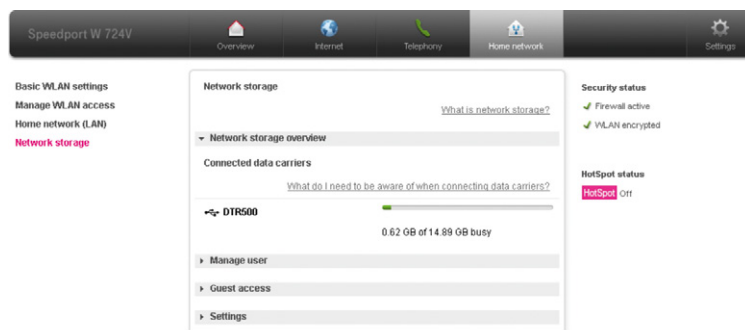 Speedport W 724V
Overview
Internet
Telephony
Home network
Settings
Basic WLAN settings
Manage WLAN access
Home network (LAN)
Network storage
Network storage
What is network storage?
Network storage overview
Connected data carriers
What do I need to be aware of when connecting data carriers?
DTR500
0.62 GB of 14.89 GB busy
Manage user
Guest access
Settings
Security status
Firewall active
WLAN encrypted
HotSpot status
HotSpot Off